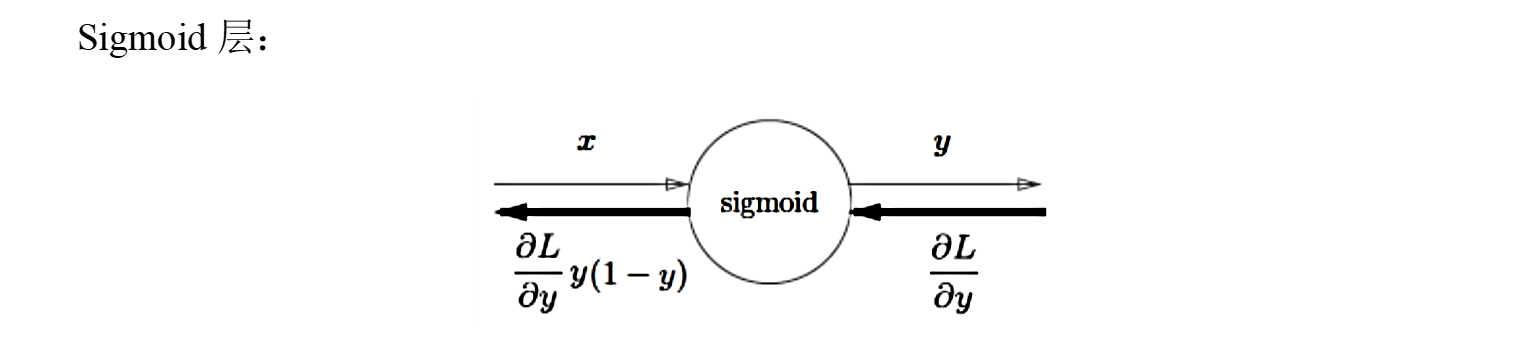 Sigmoid 层：
x
y
sigmoid
∂L/∂y y(1 − y)
∂L/∂y